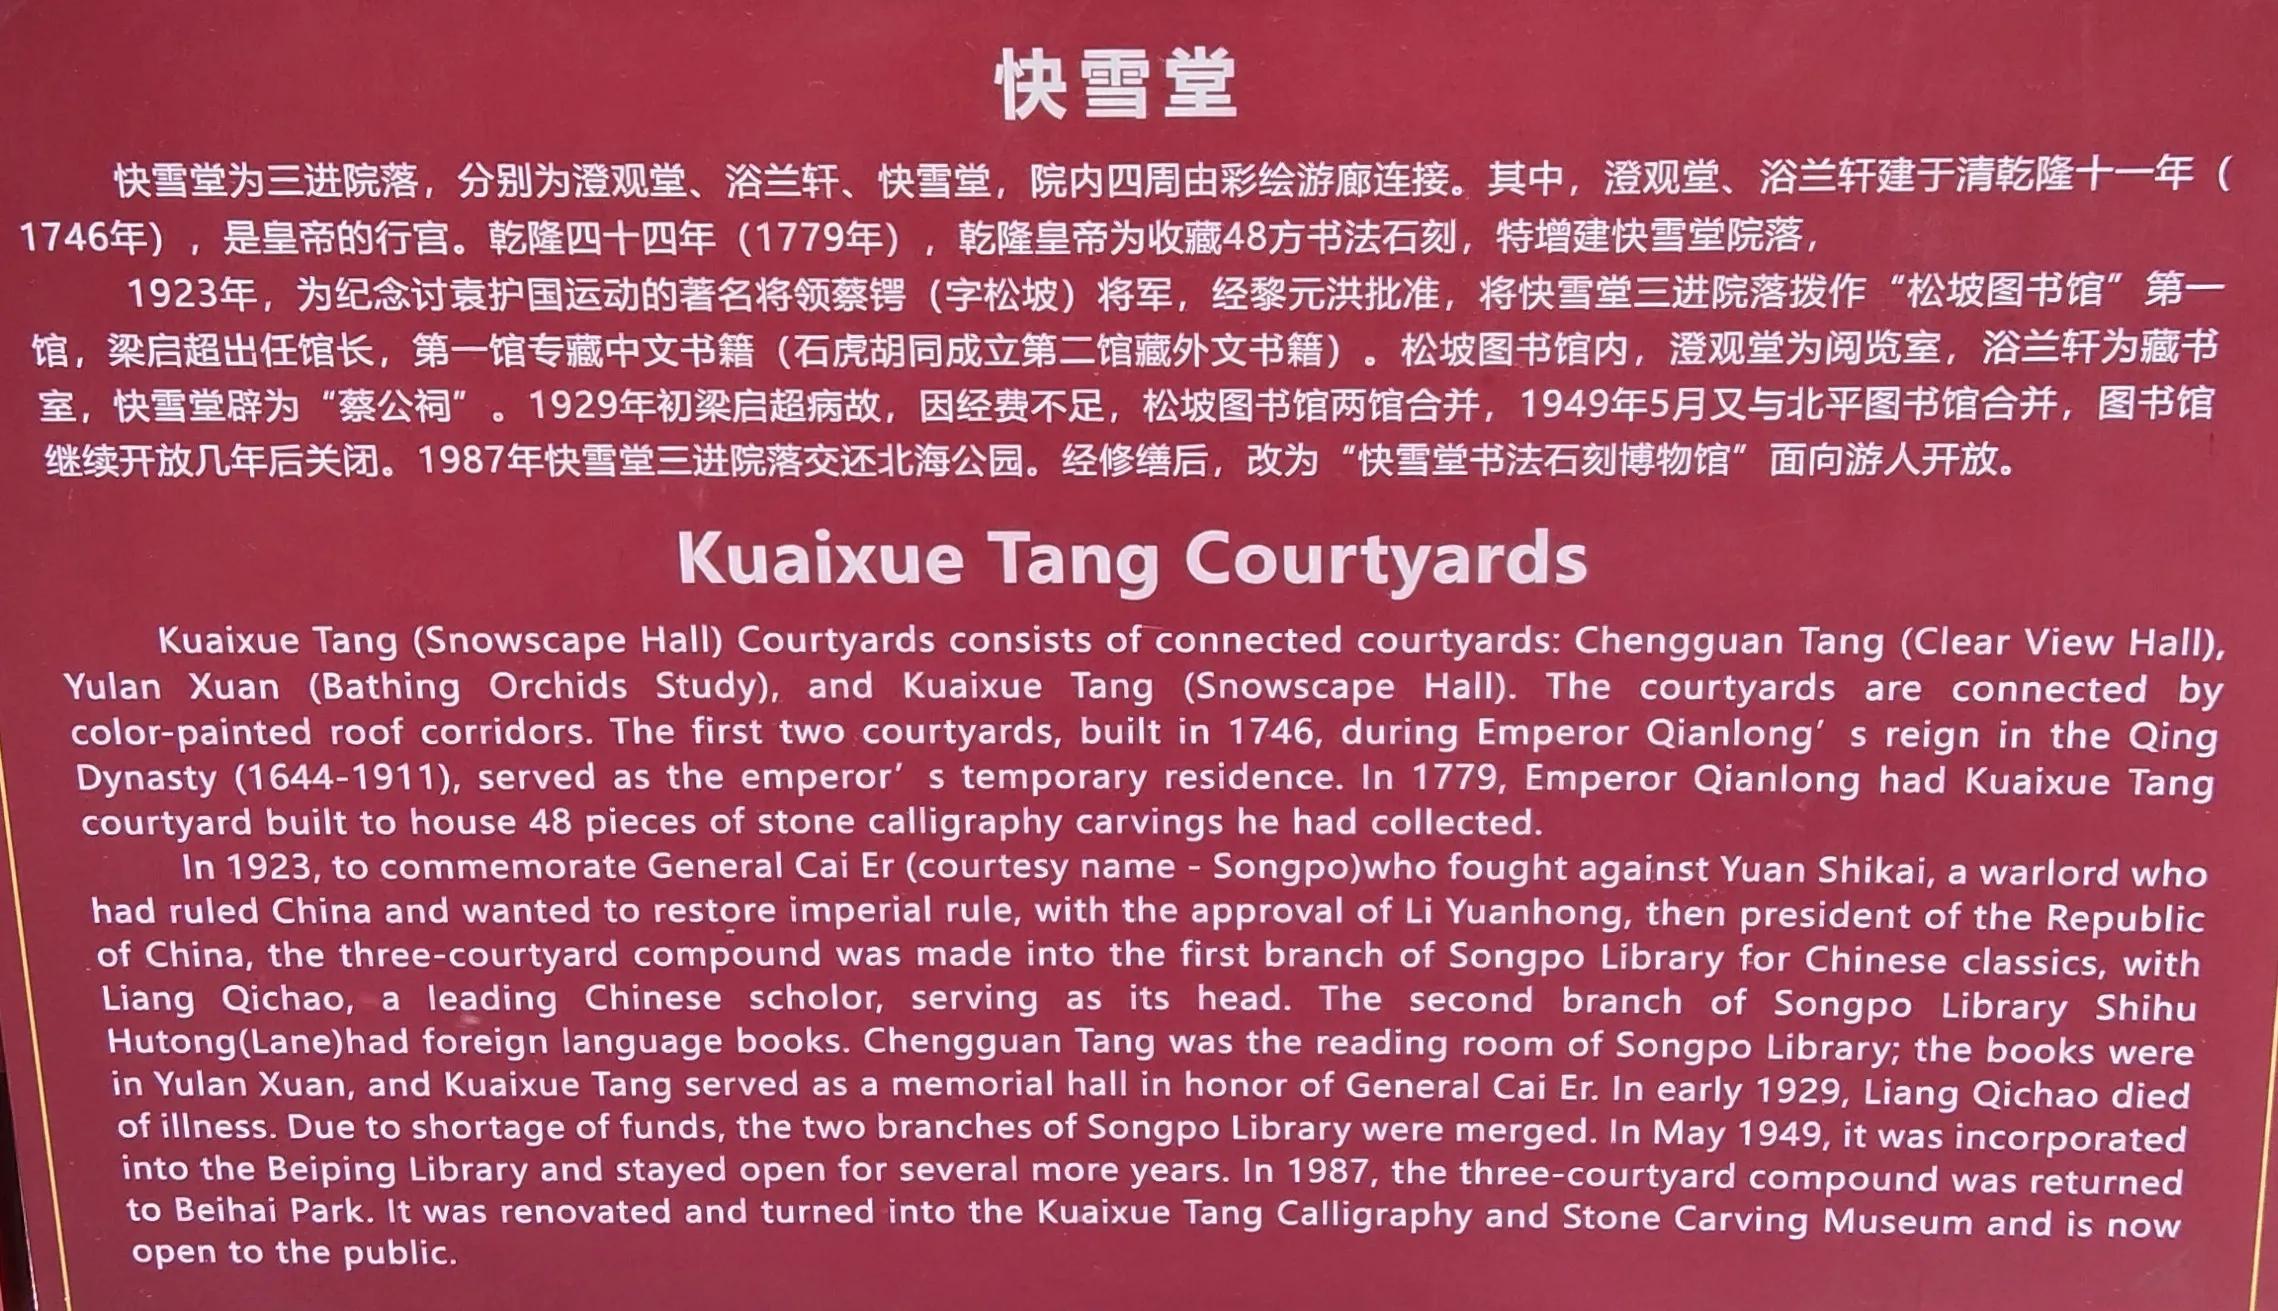 快雪堂
快雪堂为三进院落，分别为澄观堂、浴兰轩、快雪堂，院内四周由彩绘游廊连接。其中，澄观堂、浴兰轩建于清乾隆十一年（
1746年），是皇帝的行宫。乾隆四十四年（1779年），乾隆皇帝为收藏48方书法石刻，特增建快雪堂院落，
1923年，为纪念讨袁护国运动的著名将领蔡锷（字松坡）将军，经黎元洪批准，将快雪堂三进院落拨作“松坡图书馆”第一
馆，梁启超出任馆长，第一馆专藏中文书籍（石虎胡同成立第二馆藏外文书籍）。松坡图书馆内，澄观堂为阅览室，浴兰轩为藏书
室，快雪堂辟为“蔡公祠”。1929年初梁启超病故，因经费不足，松坡图书馆两馆合并，1949年5月又与北平图书馆合并，图书馆
继续开放几年后关闭。1987年快雪堂三进院落交还北海公园。经修缮后，改为“快雪堂书法石刻博物馆”面向游人开放。
Kuaixue Tang Courtyards
Kuaixue Tang (Snowscape Hall) Courtyards consists of connected courtyards: Chengguan Tang (Clear View Hall),
Yulan Xuan (Bathing Orchids Study), and Kuaixue Tang (Snowscape Hall). The courtyards are connected by
color-painted roof corridors. The first two courtyards, built in 1746, during Emperor Qianlong’ s reign in the Qing
Dynasty (1644-1911), served as the emperor’ s temporary residence. In 1779, Emperor Qianlong had Kuaixue Tang
courtyard built to house 48 pieces of stone calligraphy carvings he had collected.
In 1923, to commemorate General Cai Er (courtesy name - Songpo)who fought against Yuan Shikai, a warlord who
had ruled China and wanted to restore imperial rule, with the approval of Li Yuanhong, then president of the Republic
of China, the three-courtyard compound was made into the first branch of Songpo Library for Chinese classics, with
Liang Qichao, a leading Chinese scholor, serving as its head. The second branch of Songpo Library Shihu
Hutong(Lane)had foreign language books. Chengguan Tang was the reading room of Songpo Library; the books were
in Yulan Xuan, and Kuaixue Tang served as a memorial hall in honor of General Cai Er. In early 1929, Liang Qichao died
of illness. Due to shortage of funds, the two branches of Songpo Library were merged. In May 1949, it was incorporated
into the Beiping Library and stayed open for several more years. In 1987, the three-courtyard compound was returned
to Beihai Park. It was renovated and turned into the Kuaixue Tang Calligraphy and Stone Carving Museum and is now
open to the public.